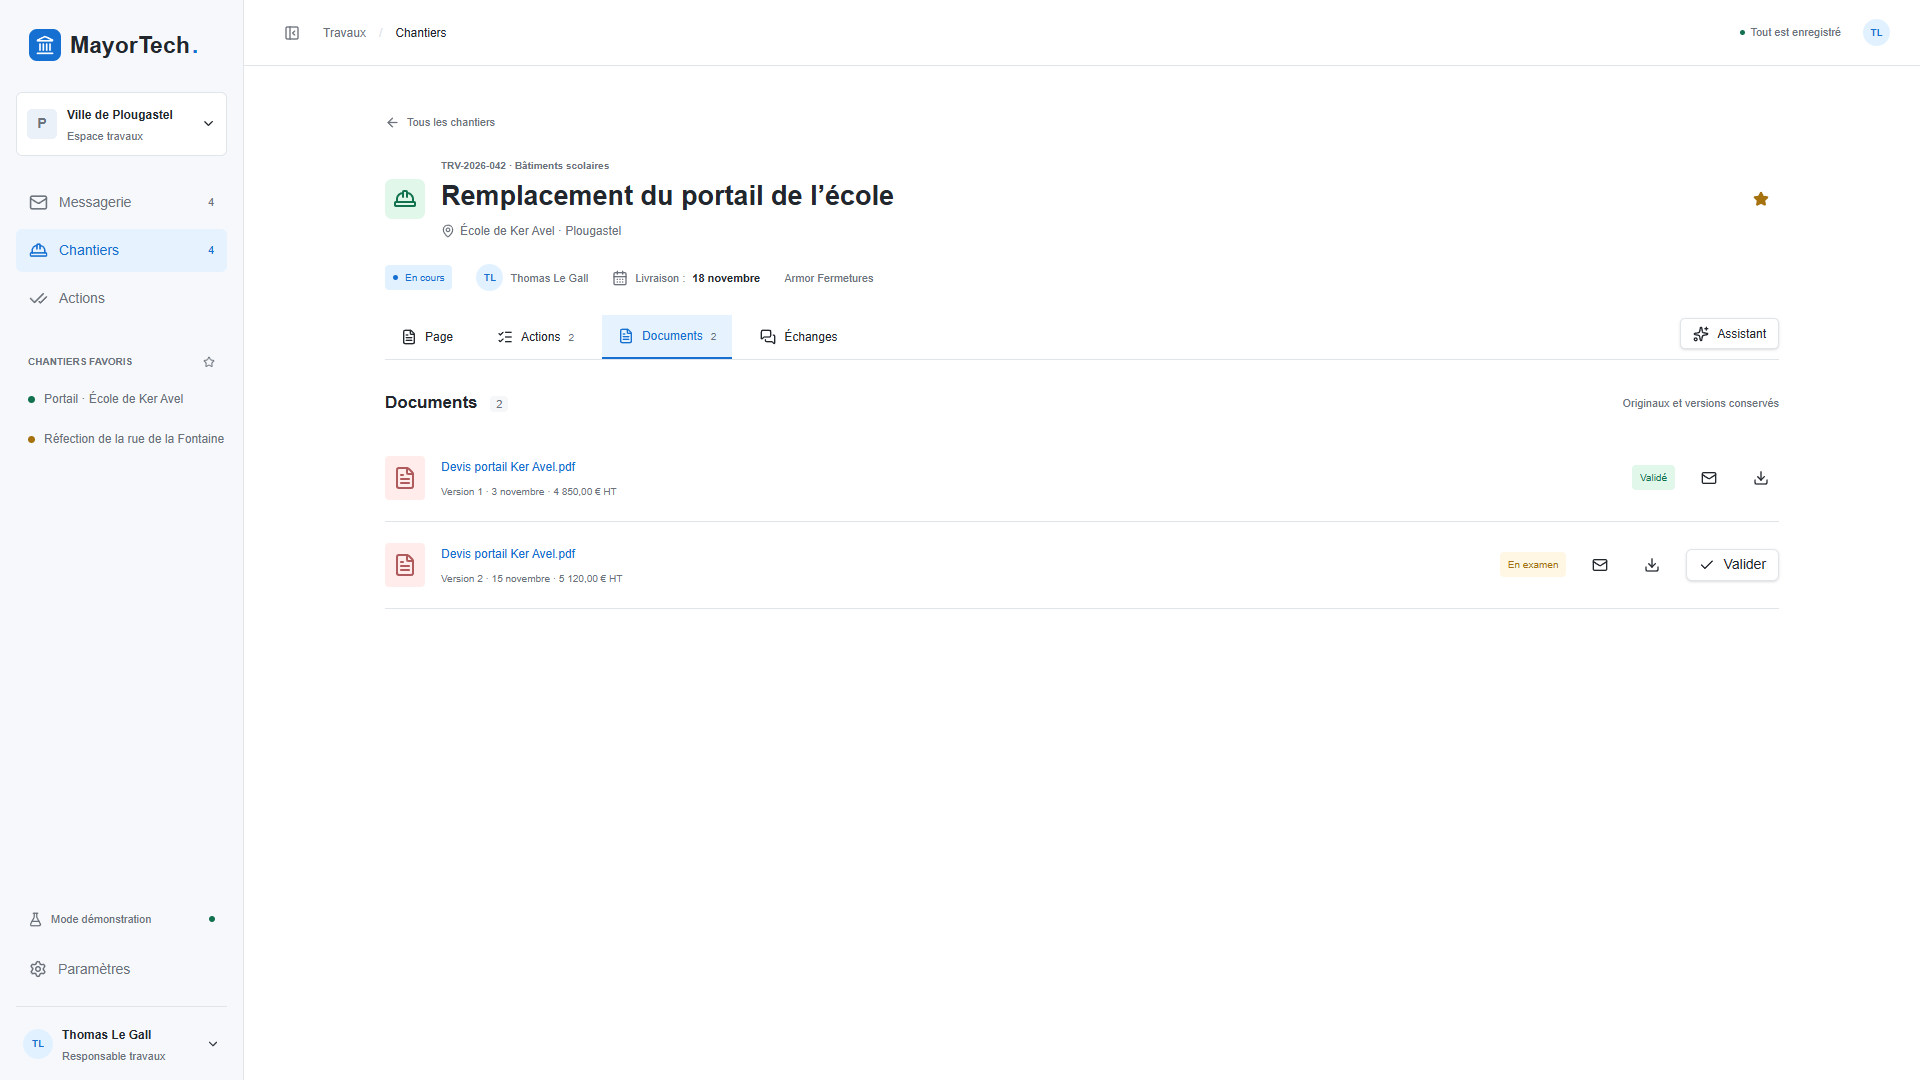 MayorTech.
P
Ville de Plougastel
Espace travaux
Messagerie 4
Chantiers 4
Actions
CHANTIERS FAVORIS
Portail · École de Ker Avel
Réfection de la rue de la Fontaine
Mode démonstration
Paramètres
TL
Thomas Le Gall
Responsable travaux
Travaux / Chantiers
Tout est enregistré
TL
Tous les chantiers
TRV-2026-042 · Bâtiments scolaires
Remplacement du portail de l’école
École de Ker Avel · Plougastel
En cours TL Thomas Le Gall Livraison : 18 novembre Armor Fermetures
Page Actions 2 Documents 2 Échanges Assistant
Documents 2 Originaux et versions conservés
Devis portail Ker Avel.pdf
Version 1 · 3 novembre · 4 850,00 € HT
Validé
Devis portail Ker Avel.pdf
Version 2 · 15 novembre · 5 120,00 € HT
En examen Valider